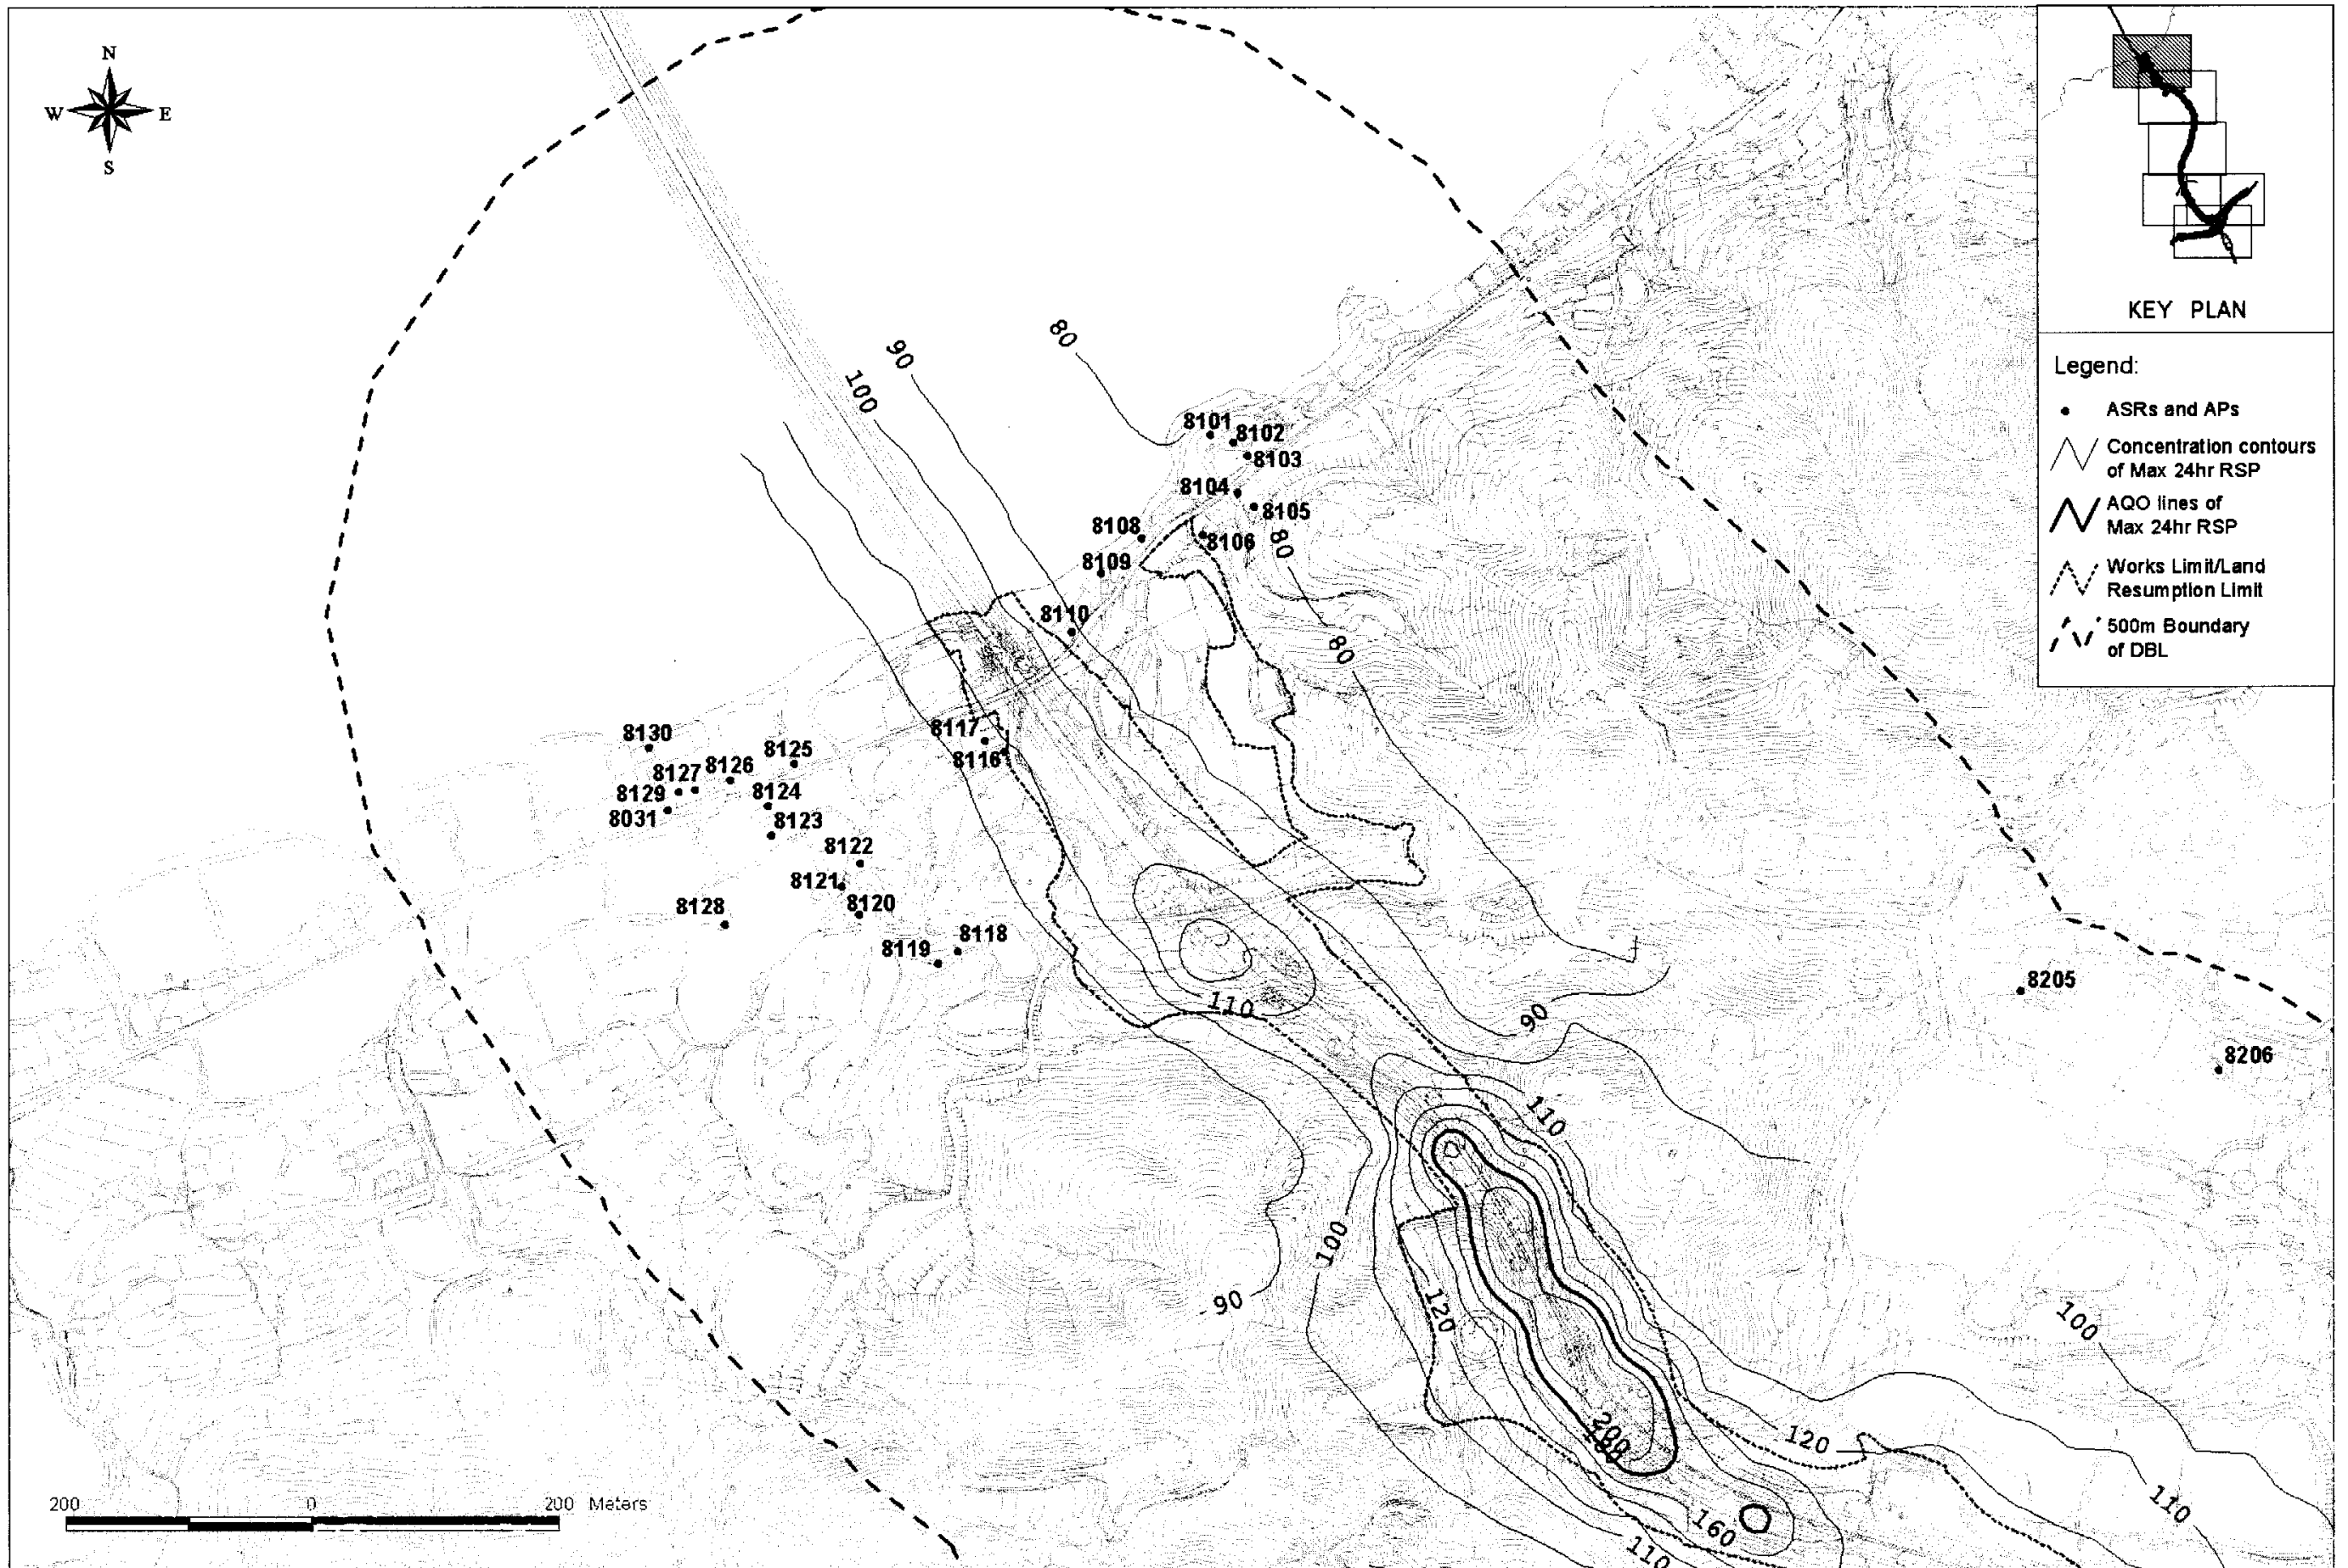 N
W E
S
KEY PLAN
Legend:
ASRs and APs
Concentration contours
of Max 24hr RSP
AQO lines of
Max 24hr RSP
Works Limit/Land
Resumption Limit
500m Boundary
of DBL
80
90
100
8101
8102
8103
8104
8105
8108
8106
80
8109
8110
80
8117
8116
8130
8125
8126
8127
8129
8124
8031
8123
8122
8121
8120
8128
8118
8119
8205
110
90
8206
110
100
90
120
100
200
120
110
160
110
200 0 200 Meters